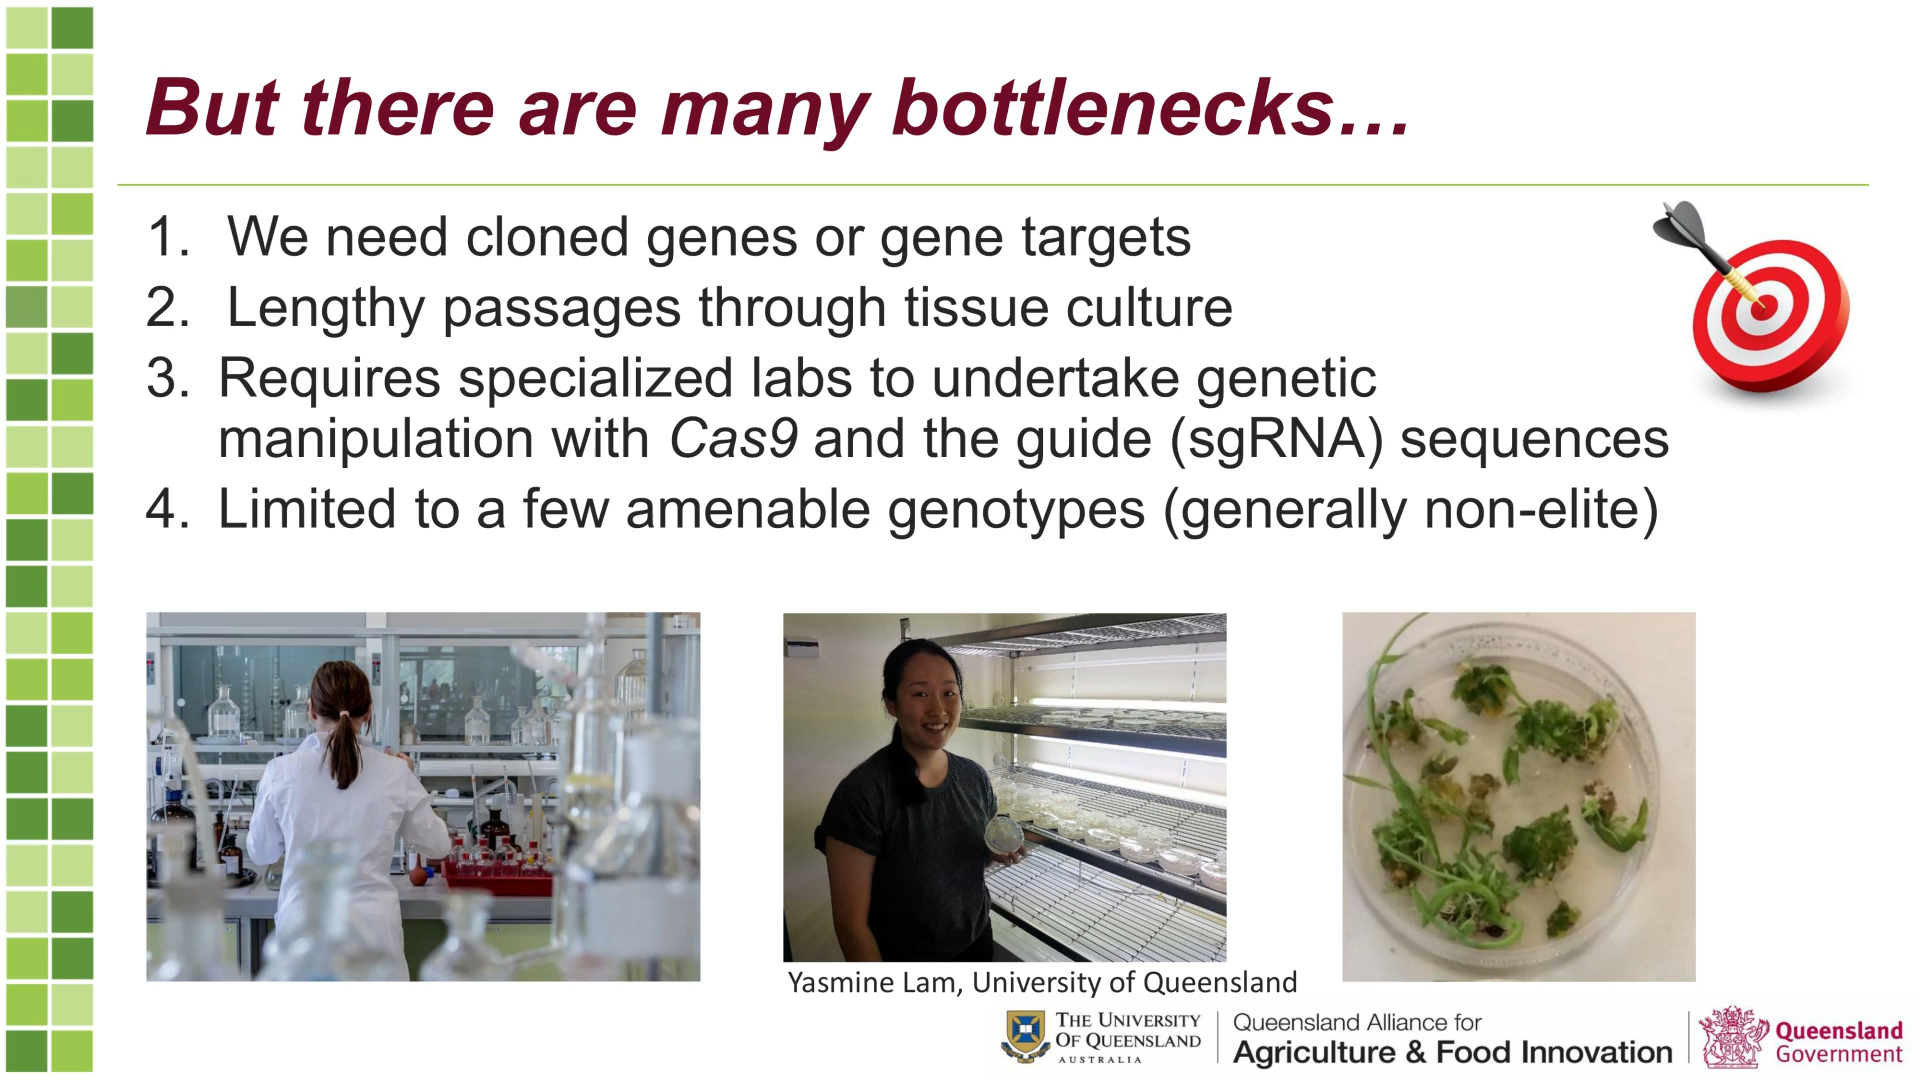 But there are many bottlenecks…
1. We need cloned genes or gene targets
2. Lengthy passages through tissue culture
3. Requires specialized labs to undertake genetic
manipulation with Cas9 and the guide (sgRNA) sequences
4. Limited to a few amenable genotypes (generally non-elite)
Yasmine Lam, University of Queensland
THE UNIVERSITY
OF QUEENSLAND
AUSTRALIA
Queensland Alliance for
Agriculture & Food Innovation
Queensland
Government